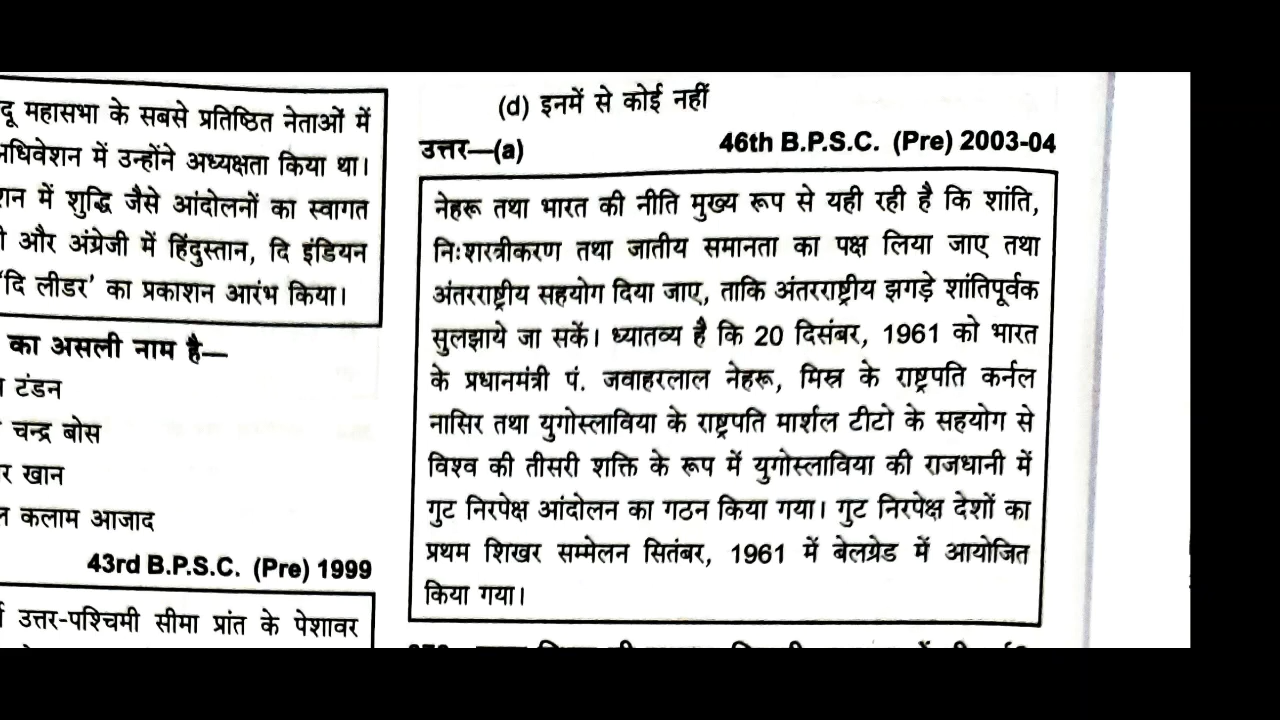 दू महासभा के सबसे प्रतिष्ठित नेताओं में
अधिवेशन में उन्होंने अध्यक्षता किया था।
में शुद्धि जैसे आंदोलनों का स्वागत
और अंग्रेजी में हिंदुस्तान, दि इंडियन
'दि लीडर' का प्रकाशन आरंभ किया।
का असली नाम है—
टंडन
चन्द्र बोस
र खान
कलाम आजाद
43rd B.P.S.C. (Pre) 1999
उत्तर-पश्चिमी सीमा प्रांत के पेशावर
(d) इनमें से कोई नहीं
उत्तर—(a) 46th B.P.S.C. (Pre) 2003-04
नेहरू तथा भारत की नीति मुख्य रूप से यही रही है कि शांति,
निःशस्त्रीकरण तथा जातीय समानता का पक्ष लिया जाए तथा
अंतरराष्ट्रीय सहयोग दिया जाए, ताकि अंतरराष्ट्रीय झगड़े शांतिपूर्वक
सुलझाये जा सकें। ध्यातव्य है कि 20 दिसंबर, 1961 को भारत
के प्रधानमंत्री पं. जवाहरलाल नेहरू, मिस्र के राष्ट्रपति कर्नल
नासिर तथा युगोस्लाविया के राष्ट्रपति मार्शल टीटो के सहयोग से
विश्व की तीसरी शक्ति के रूप में युगोस्लाविया की राजधानी में
गुट निरपेक्ष आंदोलन का गठन किया गया। गुट निरपेक्ष देशों का
प्रथम शिखर सम्मेलन सितंबर, 1961 में बेलग्रेड में आयोजित
किया गया।